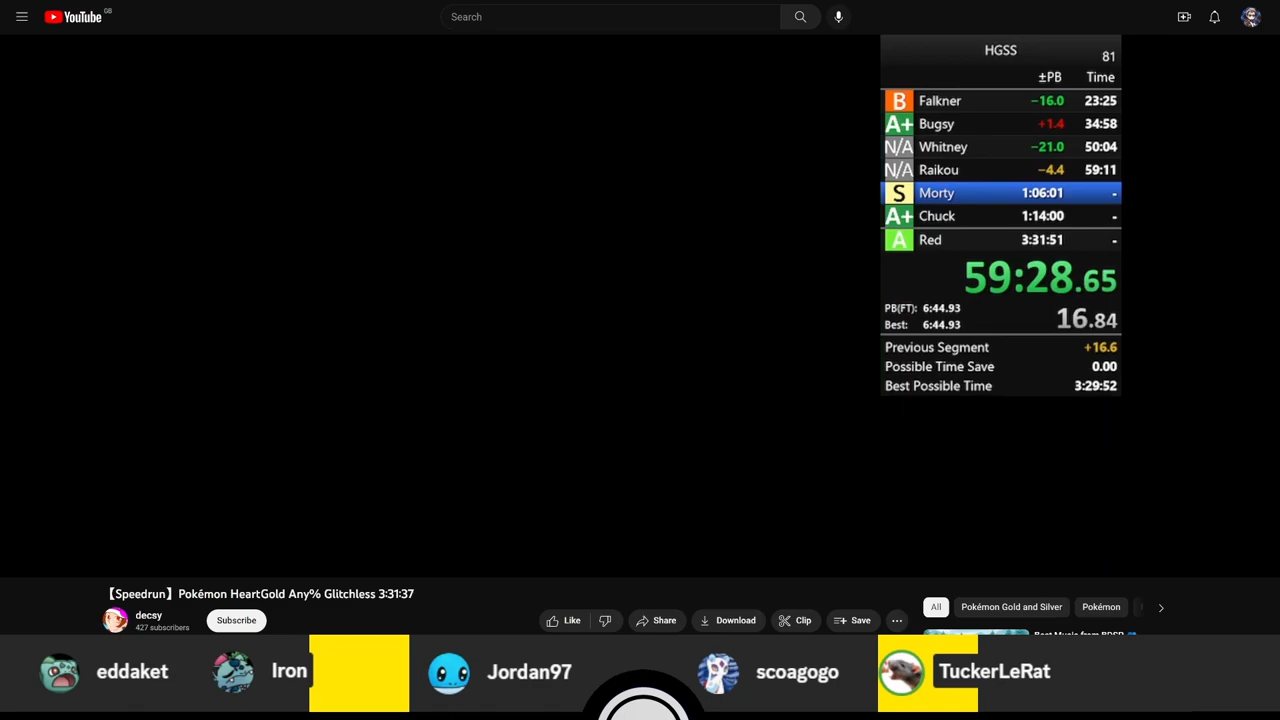 YouTube GB
Search
HGSS
81
±PB Time
B Falkner −16.0 23:25
A+ Bugsy +1.4 34:58
N/A Whitney −21.0 50:04
N/A Raikou −4.4 59:11
S Morty 1:06:01 -
A+ Chuck 1:14:00 -
A Red 3:31:51 -
59:28.65
PB(FT): 6:44.93
Best: 6:44.93
16.84
Previous Segment +16.6
Possible Time Save 0.00
Best Possible Time 3:29:52
【Speedrun】Pokémon HeartGold Any% Glitchless 3:31:37
decsy
427 subscribers
Subscribe
Like
Share
Download
Clip
Save
All
Pokémon Gold and Silver
Pokémon
Best Music from BDSP
eddaket
Iron
Jordan97
scoagogo
TuckerLeRat